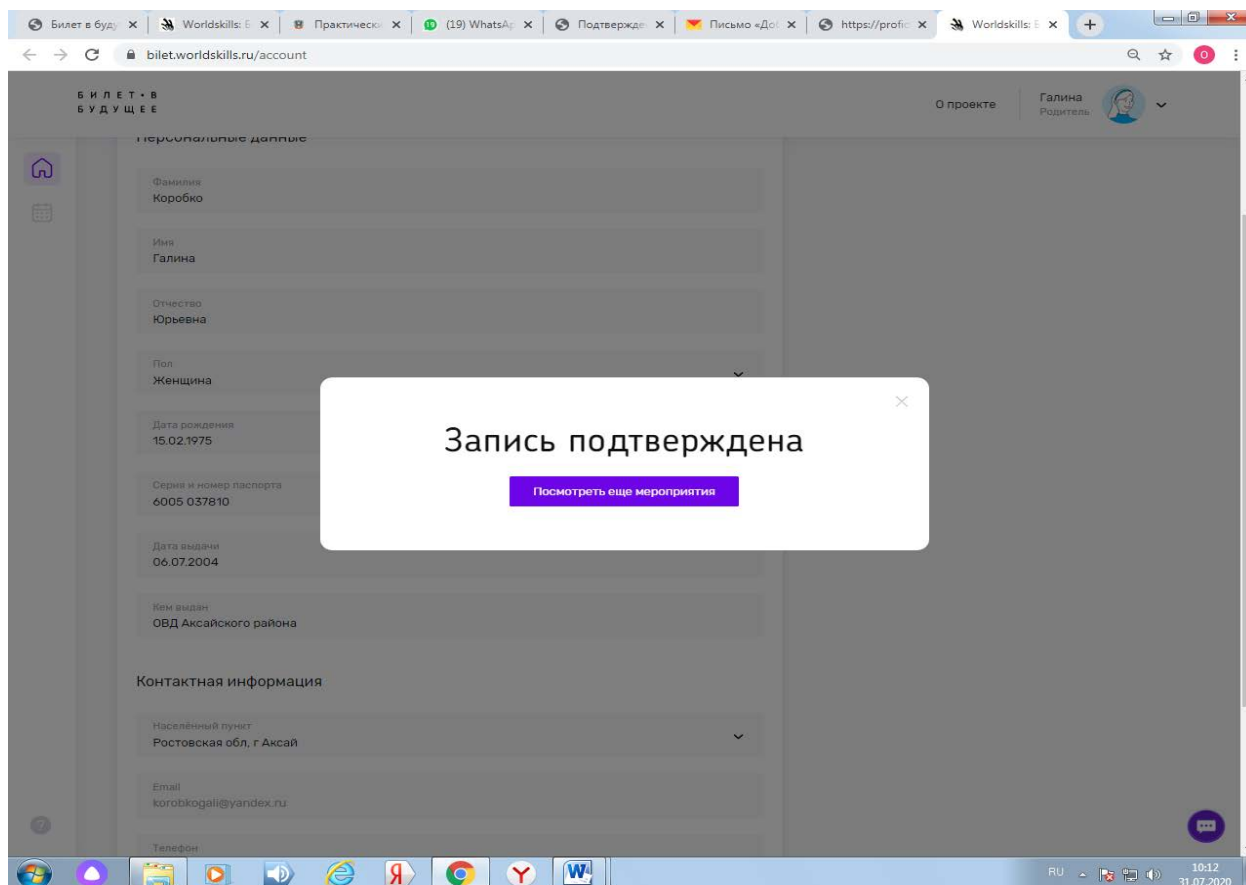 Билет в буду
Worldskills: Б
Практическ
(19) WhatsAp
Подтвержде
Письмо «До
https://profic
Worldskills: Б
bilet.worldskills.ru/account
БИЛЕТ • В
БУДУЩЕЕ
О проекте
Галина
Родитель
Персональные данные
Фамилия
Коробко
Имя
Галина
Отчество
Юрьевна
Пол
Женщина
Дата рождения
15.02.1975
Запись подтверждена
Посмотреть еще мероприятия
Серия и номер паспорта
6005 037810
Дата выдачи
06.07.2004
Кем выдан
ОВД Аксайского района
Контактная информация
Населённый пункт
Ростовская обл, г Аксай
Email
korobkogali@yandex.ru
Телефон
RU
10:12
31.07.2020